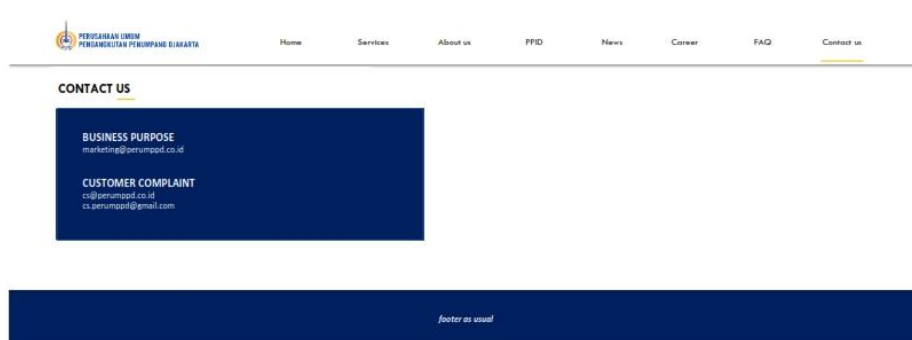 PERUSAHAAN UMUM
PENGANGKUTAN PENUMPANG DJAKARTA
Home Services About us PPID News Career FAQ Contact us
CONTACT US
BUSINESS PURPOSE
marketing@perumppd.co.id
CUSTOMER COMPLAINT
cs@perumppd.co.id
cs.perumppd@gmail.com
footer as usual